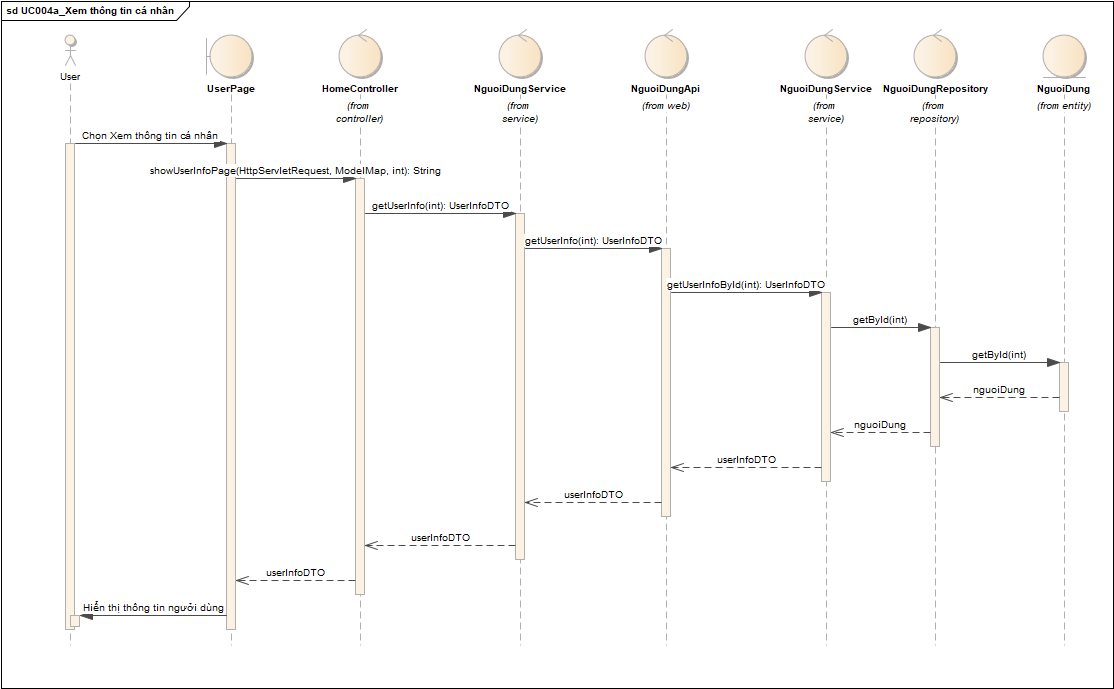 sd UC004a_Xem thông tin cá nhân
User
UserPage
HomeController
(from
controller)
NguoiDungService
(from
service)
NguoiDungApi
(from web)
NguoiDungService
(from
service)
NguoiDungRepository
(from
repository)
NguoiDung
(from entity)
Chọn Xem thông tin cá nhân
showUserInfoPage(HttpServletRequest, ModelMap, int): String
getUserInfo(int): UserInfoDTO
getUserInfo(int): UserInfoDTO
getUserInfoById(int): UserInfoDTO
getById(int)
getById(int)
nguoiDung
nguoiDung
userInfoDTO
userInfoDTO
userInfoDTO
userInfoDTO
Hiển thị thông tin người dùng